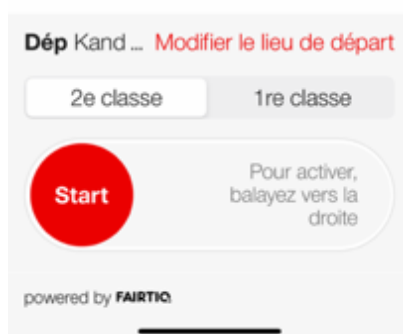 Dép Kand ... Modifier le lieu de départ
2e classe 1re classe
Start
Pour activer,
balayez vers la
droite
powered by FAIRTIQ